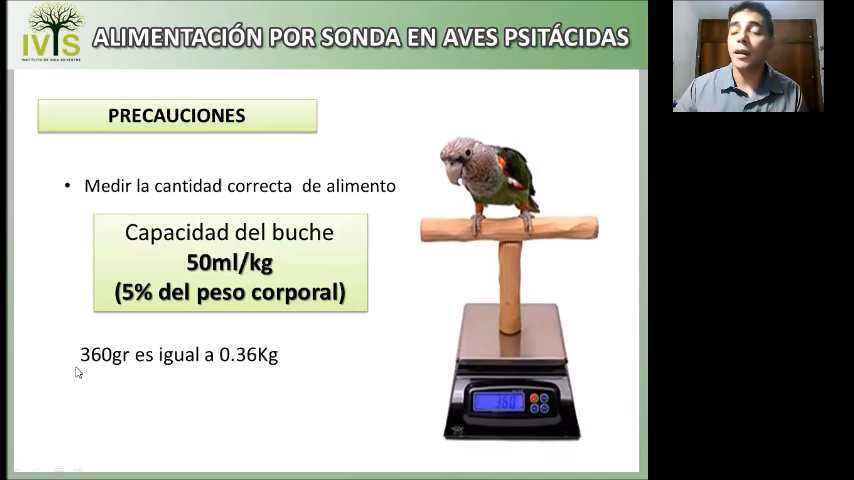 IVIS
INSTITUTO DE VIDA SILVESTRE
ALIMENTACIÓN POR SONDA EN AVES PSITÁCIDAS
PRECAUCIONES
• Medir la cantidad correcta de alimento
Capacidad del buche
50ml/kg
(5% del peso corporal)
360gr es igual a 0.36Kg
360